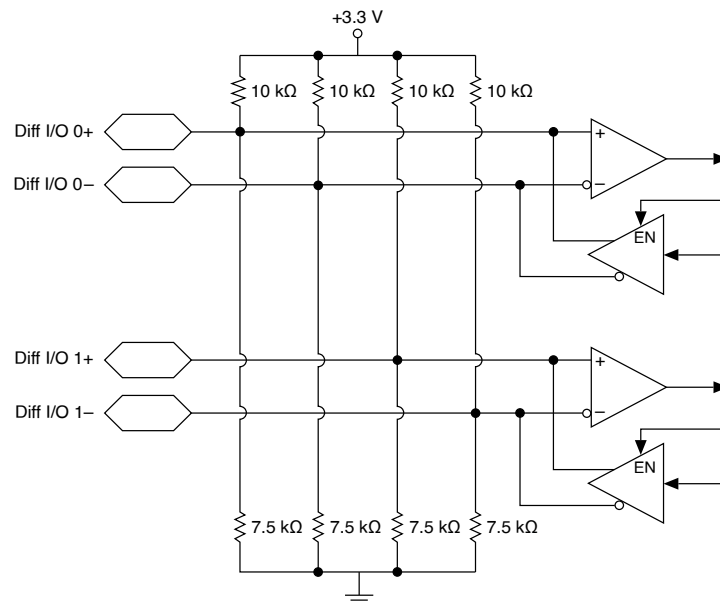 +3.3 V
10 kΩ 10 kΩ 10 kΩ 10 kΩ
Diff I/O 0+
+
Diff I/O 0–
–
EN
Diff I/O 1+
+
Diff I/O 1–
–
EN
7.5 kΩ 7.5 kΩ 7.5 kΩ 7.5 kΩ